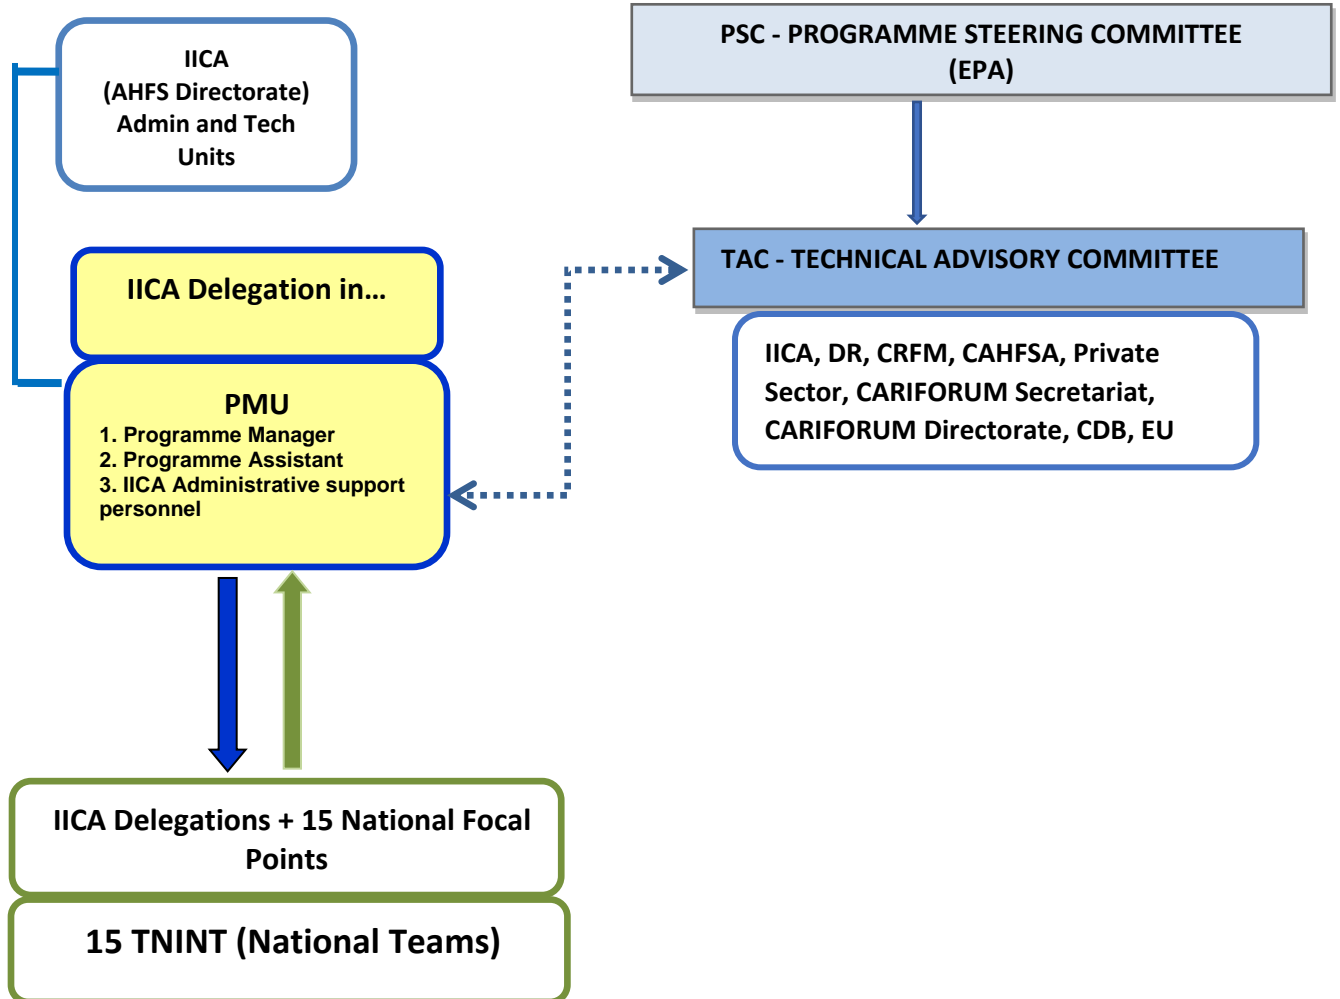 IICA
(AHFS Directorate)
Admin and Tech
Units
PSC - PROGRAMME STEERING COMMITTEE
(EPA)
IICA Delegation in…
TAC - TECHNICAL ADVISORY COMMITTEE
IICA, DR, CRFM, CAHFSA, Private
Sector, CARIFORUM Secretariat,
CARIFORUM Directorate, CDB, EU
PMU
1. Programme Manager
2. Programme Assistant
3. IICA Administrative support
personnel
IICA Delegations + 15 National Focal
Points
15 TNINT (National Teams)